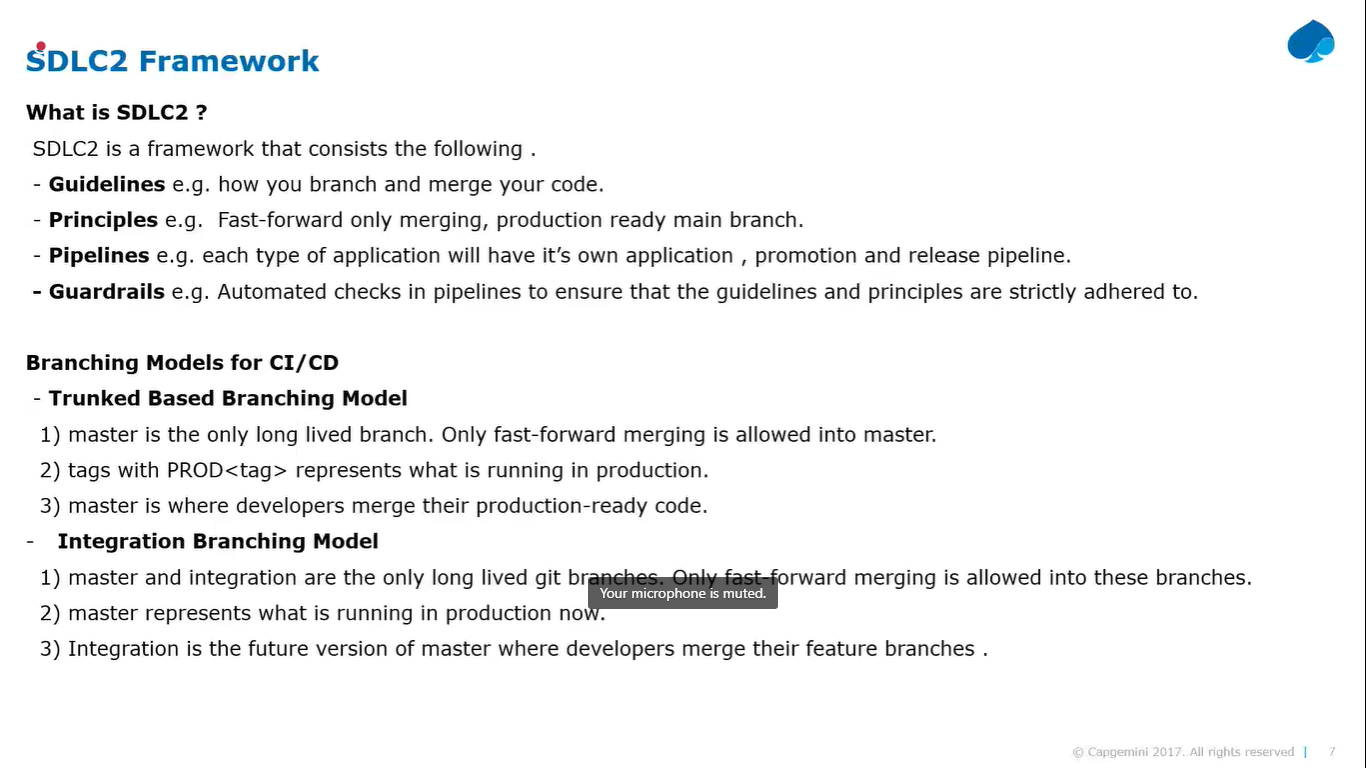 SDLC2 Framework
What is SDLC2 ?
SDLC2 is a framework that consists the following .
- Guidelines e.g. how you branch and merge your code.
- Principles e.g.  Fast-forward only merging, production ready main branch.
- Pipelines e.g. each type of application will have it’s own application , promotion and release pipeline.
- Guardrails e.g. Automated checks in pipelines to ensure that the guidelines and principles are strictly adhered to.
Branching Models for CI/CD
- Trunked Based Branching Model
1) master is the only long lived branch. Only fast-forward merging is allowed into master.
2) tags with PROD<tag> represents what is running in production.
3) master is where developers merge their production-ready code.
- Integration Branching Model
1) master and integration are the only long lived git branches. Only fast-forward merging is allowed into these branches.
Your microphone is muted.
2) master represents what is running in production now.
3) Integration is the future version of master where developers merge their feature branches .
© Capgemini 2017. All rights reserved | 7